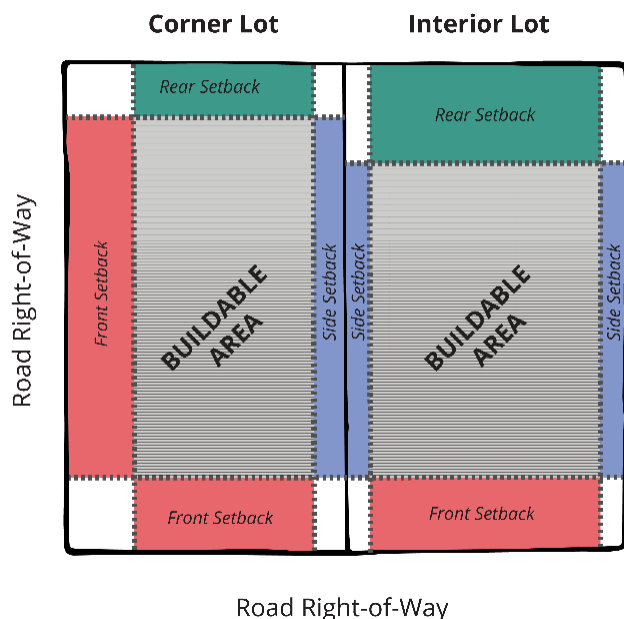 Corner Lot
Interior Lot
Rear Setback
Rear Setback
Road Right-of-Way
Front Setback
BUILDABLE
AREA
Side Setback
Side Setback
BUILDABLE
AREA
Side Setback
Front Setback
Front Setback
Road Right-of-Way